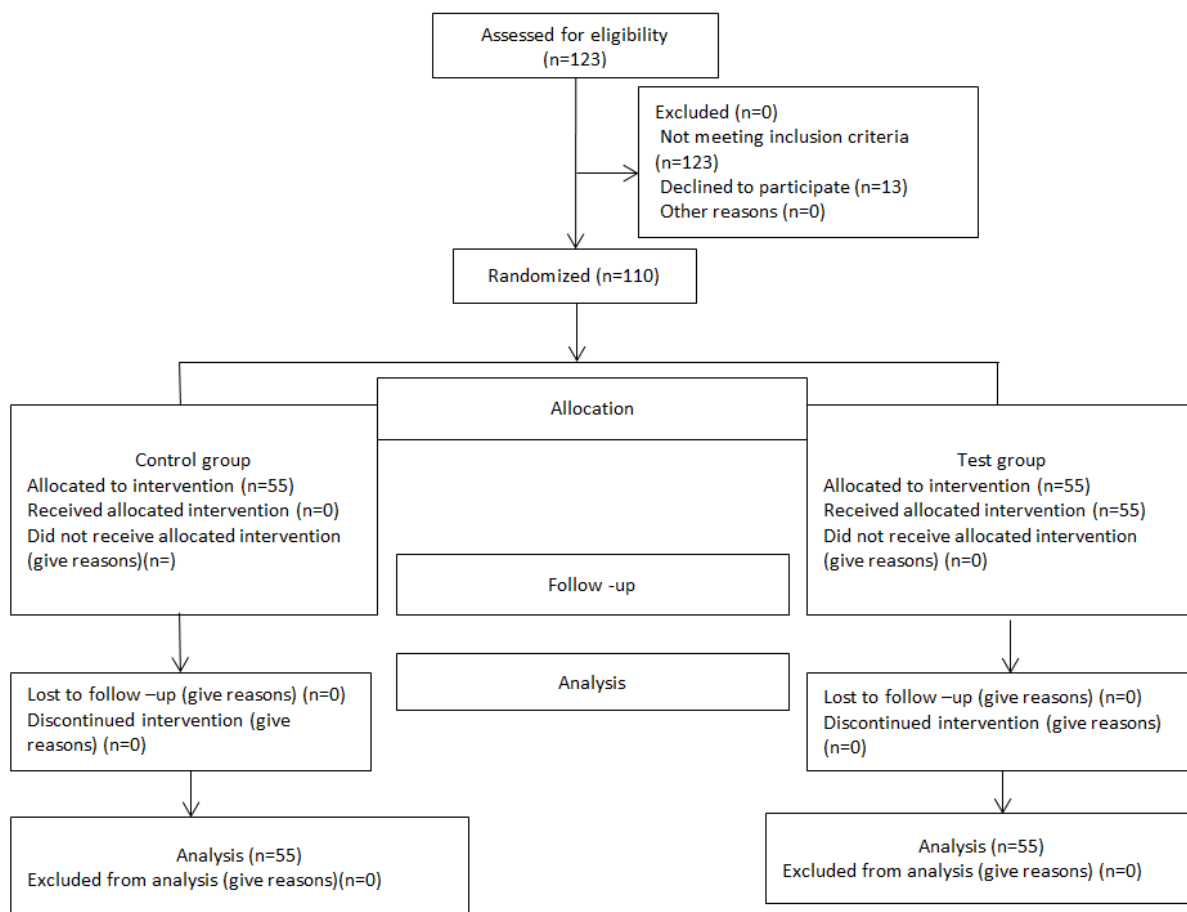 Assessed for eligibility
(n=123)
Excluded (n=0)
Not meeting inclusion criteria
(n=123)
Declined to participate (n=13)
Other reasons (n=0)
Randomized (n=110)
Allocation
Control group
Allocated to intervention (n=55)
Received allocated intervention (n=0)
Did not receive allocated intervention
(give reasons)(n=)
Test group
Allocated to intervention (n=55)
Received allocated intervention (n=55)
Did not receive allocated intervention
(give reasons) (n=0)
Follow -up
Lost to follow –up (give reasons) (n=0)
Discontinued intervention (give
reasons) (n=0)
Analysis
Lost to follow –up (give reasons) (n=0)
Discontinued intervention (give reasons)
(n=0)
Analysis (n=55)
Excluded from analysis (give reasons)(n=0)
Analysis (n=55)
Excluded from analysis (give reasons) (n=0)